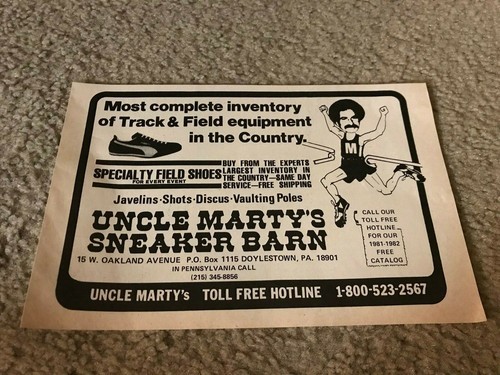 Most complete inventory
of Track & Field equipment
in the Country.
M
SPECIALTY FIELD SHOES
FOR EVERY EVENT
BUY FROM THE EXPERTS
LARGEST INVENTORY IN
THE COUNTRY—SAME DAY
SERVICE—FREE SHIPPING
Javelins·Shots·Discus·Vaulting Poles
UNCLE MARTY'S
SNEAKER BARN
15 W. OAKLAND AVENUE P.O. Box 1115 DOYLESTOWN, PA. 18901
IN PENNSYLVANIA CALL
(215) 345-8856
CALL OUR
TOLL FREE
HOTLINE
FOR OUR
1981-1982
FREE
CATALOG
UNCLE MARTY's TOLL FREE HOTLINE 1-800-523-2567